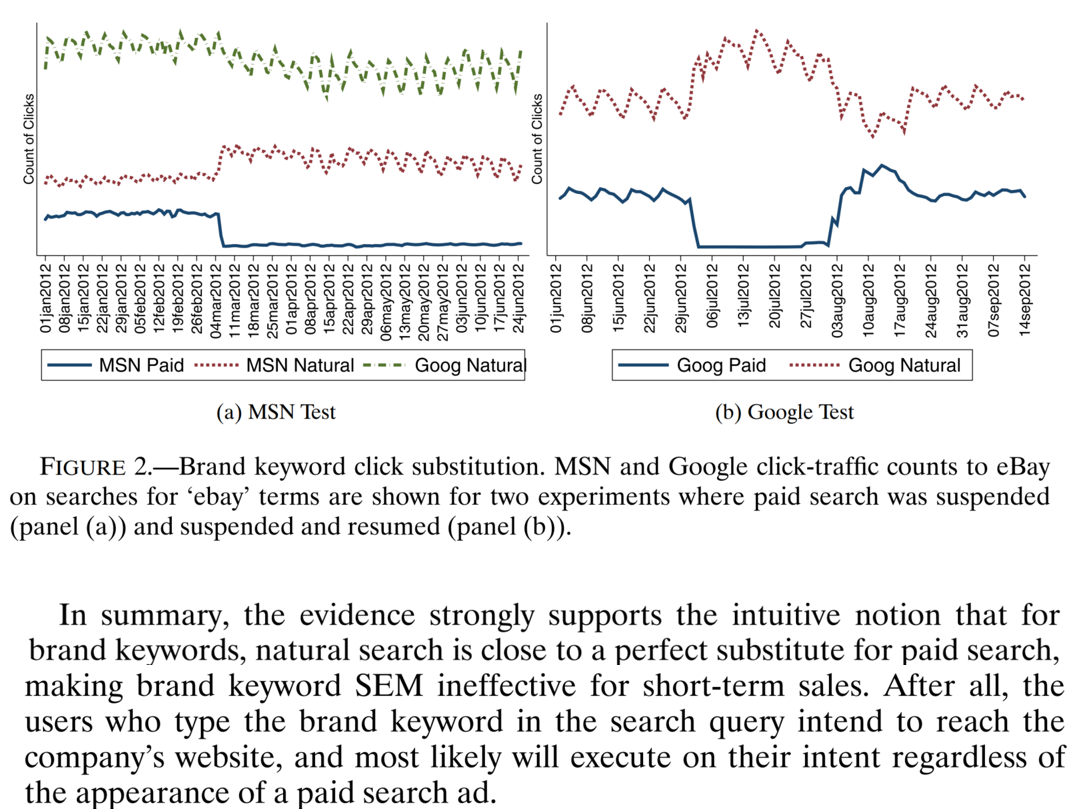 Count of Clicks
01jan2012
08jan2012
15jan2012
22jan2012
29jan2012
05feb2012
12feb2012
19feb2012
26feb2012
04mar2012
11mar2012
18mar2012
25mar2012
01apr2012
08apr2012
15apr2012
22apr2012
29apr2012
06may2012
13may2012
20may2012
27may2012
03jun2012
10jun2012
17jun2012
24jun2012
MSN Paid MSN Natural Goog Natural
(a) MSN Test
Count of Clicks
01jun2012
08jun2012
15jun2012
22jun2012
29jun2012
06jul2012
13jul2012
20jul2012
27jul2012
03aug2012
10aug2012
17aug2012
24aug2012
31aug2012
07sep2012
14sep2012
Goog Paid Goog Natural
(b) Google Test
FIGURE 2.—Brand keyword click substitution. MSN and Google click-traffic counts to eBay
on searches for ‘ebay’ terms are shown for two experiments where paid search was suspended
(panel (a)) and suspended and resumed (panel (b)).
In summary, the evidence strongly supports the intuitive notion that for
brand keywords, natural search is close to a perfect substitute for paid search,
making brand keyword SEM ineffective for short-term sales. After all, the
users who type the brand keyword in the search query intend to reach the
company’s website, and most likely will execute on their intent regardless of
the appearance of a paid search ad.